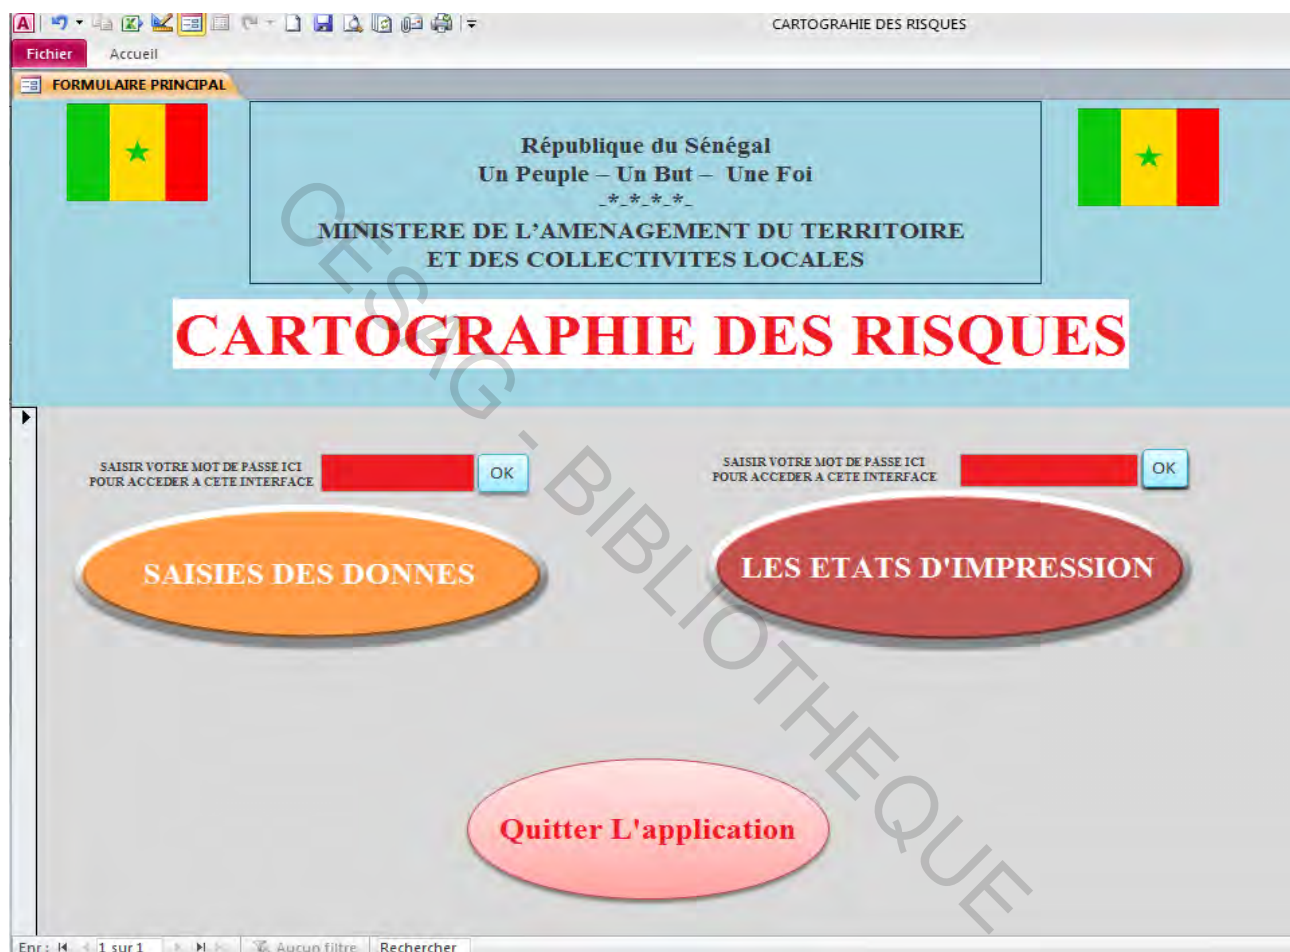 CARTOGRAHIE DES RISQUES
Fichier Accueil
FORMULAIRE PRINCIPAL
République du Sénégal
Un Peuple – Un But – Une Foi
-*-*-*-*-
MINISTERE DE L'AMENAGEMENT DU TERRITOIRE
ET DES COLLECTIVITES LOCALES
CARTOGRAPHIE DES RISQUES
SAISIR VOTRE MOT DE PASSE ICI
POUR ACCEDER A CETE INTERFACE
OK
SAISIR VOTRE MOT DE PASSE ICI
POUR ACCEDER A CETE INTERFACE
OK
SAISIES DES DONNES
LES ETATS D'IMPRESSION
Quitter L'application
CESAG - BIBLIOTHEQUE
Enr : 1 sur 1 Aucun filtre Rechercher